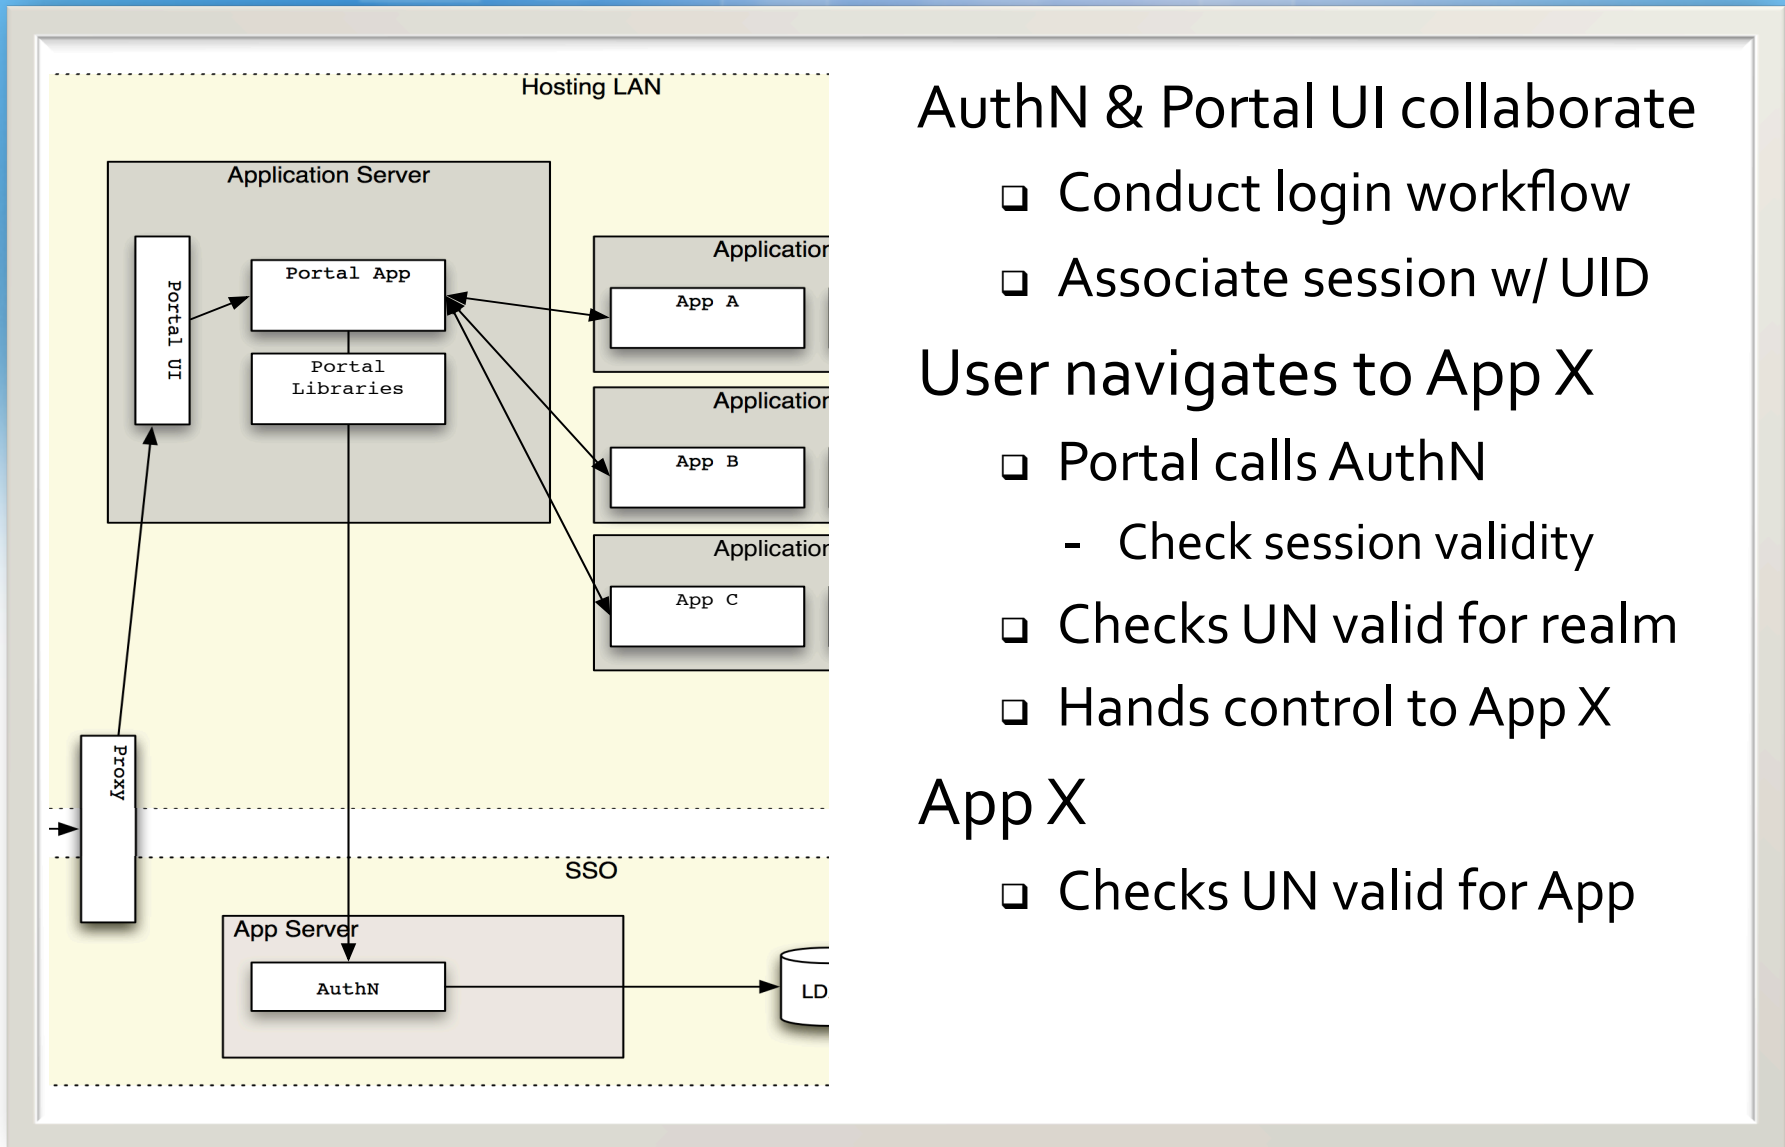 Hosting LAN
Application Server
Portal UI
Portal App
Portal
Libraries
Application
App A
Application
App B
Application
App C
Proxy
SSO
App Server
AuthN
LD
AuthN & Portal UI collaborate
❑ Conduct login workflow
❑ Associate session w/ UID
User navigates to App X
❑ Portal calls AuthN
- Check session validity
❑ Checks UN valid for realm
❑ Hands control to App X
App X
❑ Checks UN valid for App